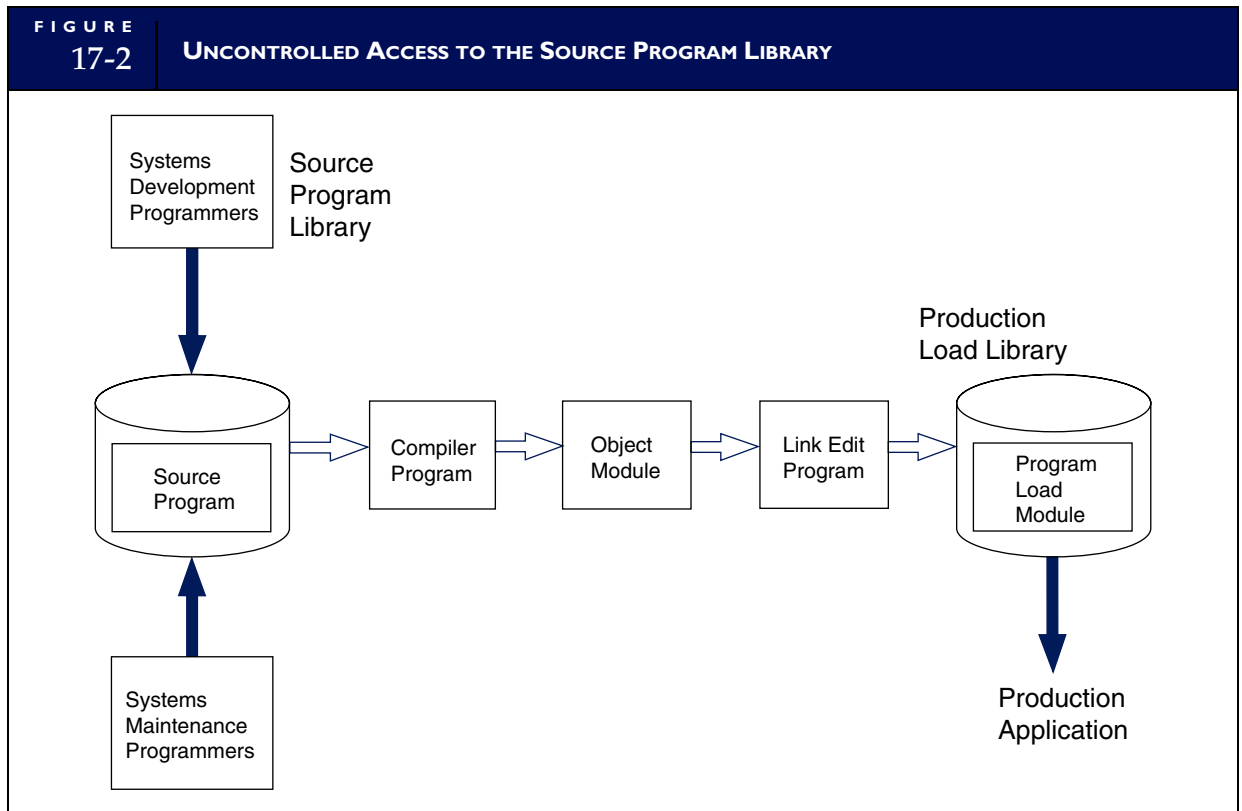 FIGURE
17-2
UNCONTROLLED ACCESS TO THE SOURCE PROGRAM LIBRARY
Systems
Development
Programmers
Source
Program
Library
Production
Load Library
Source
Program
Compiler
Program
Object
Module
Link Edit
Program
Program
Load
Module
Systems
Maintenance
Programmers
Production
Application